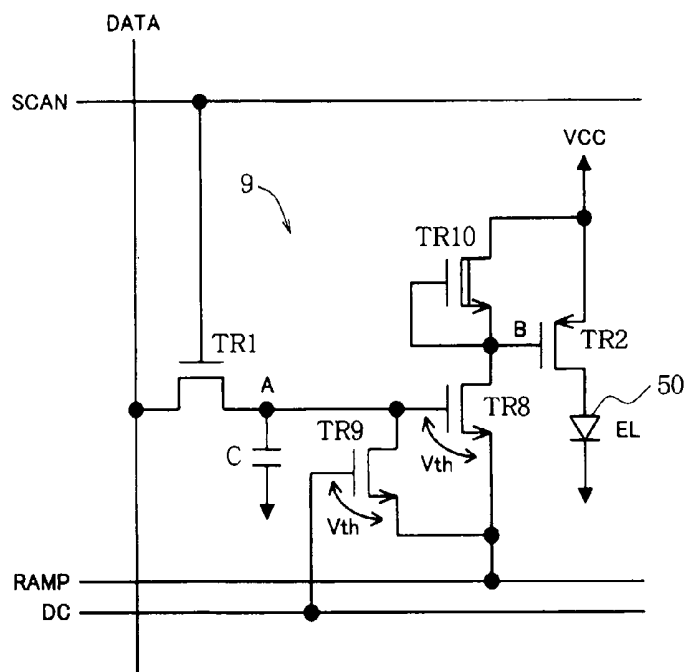 DATA
SCAN
VCC
9
TR10
B
TR2
TR1
A
50
TR8
TR9
EL
C
Vth
Vth
RAMP
DC